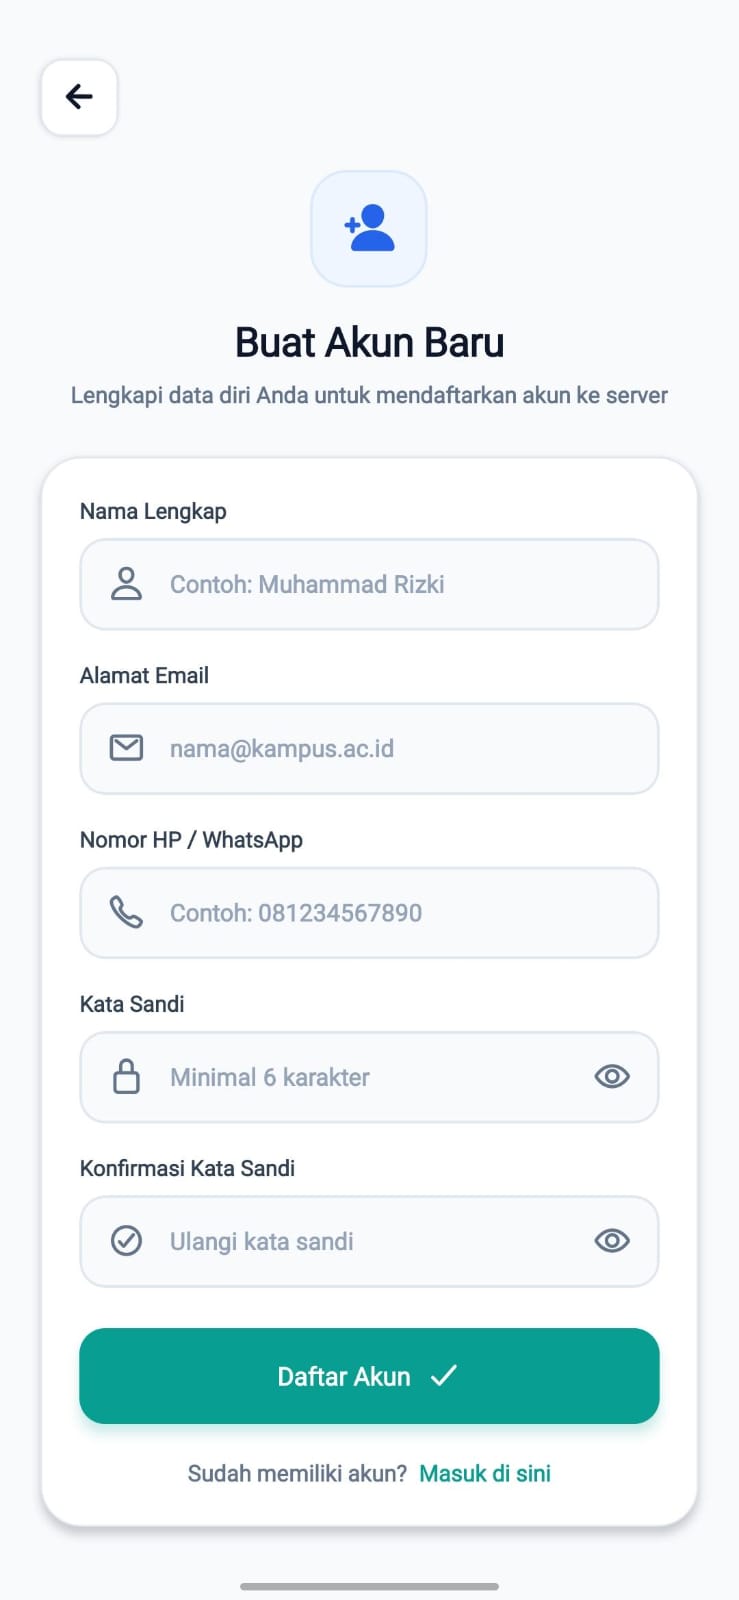 Buat Akun Baru
Lengkapi data diri Anda untuk mendaftarkan akun ke server
Nama Lengkap
Contoh: Muhammad Rizki
Alamat Email
nama@kampus.ac.id
Nomor HP / WhatsApp
Contoh: 081234567890
Kata Sandi
Minimal 6 karakter
Konfirmasi Kata Sandi
Ulangi kata sandi
Daftar Akun
Sudah memiliki akun? Masuk di sini